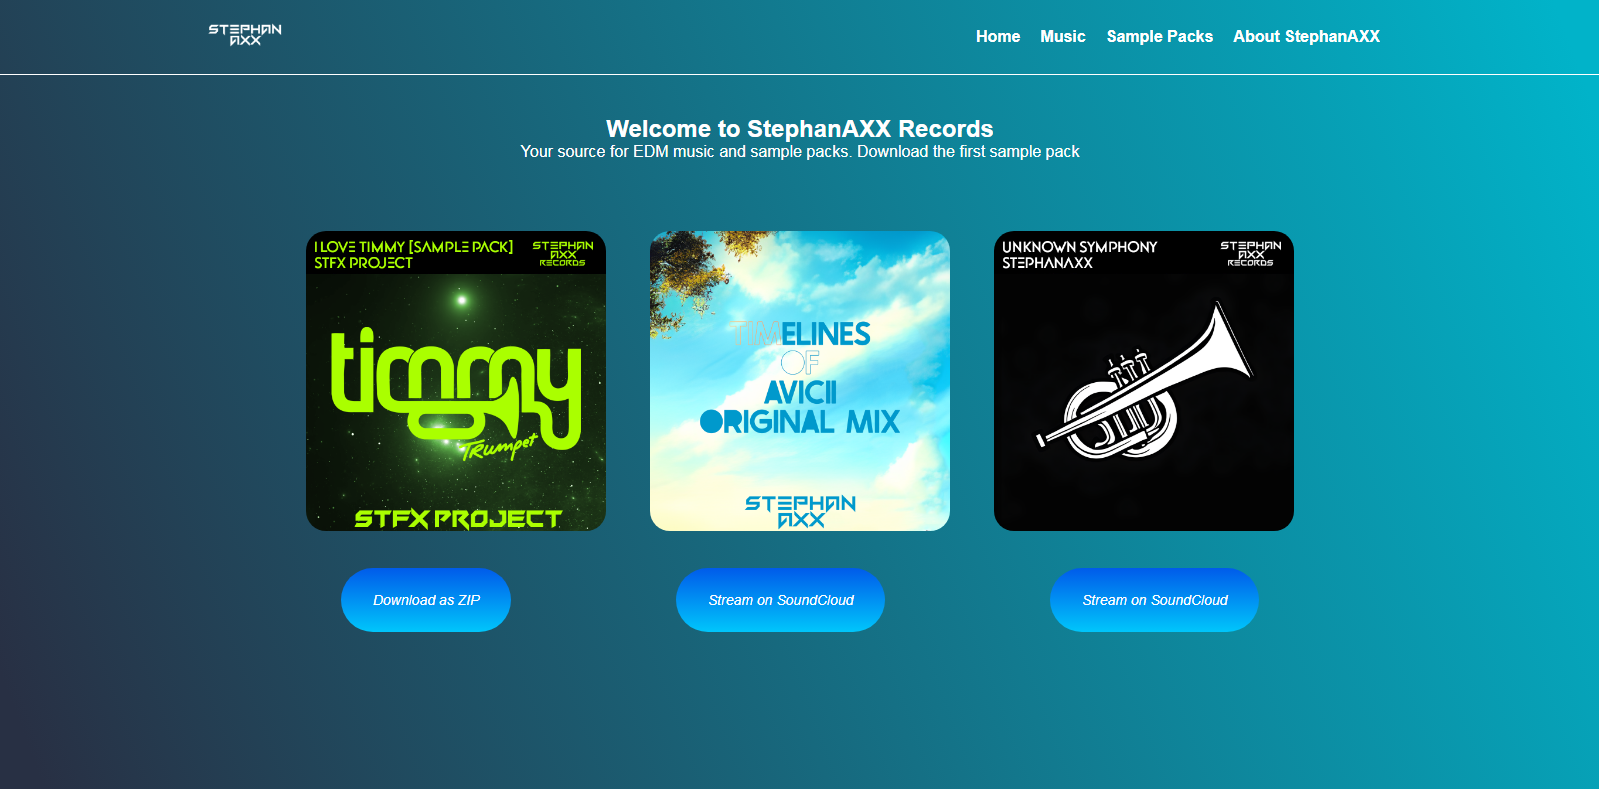 STEPHAN
AXX
Home Music Sample Packs About StephanAXX
Welcome to StephanAXX Records
Your source for EDM music and sample packs. Download the first sample pack
I LOVE TIMMY [SAMPLE PACK]
STFX PROJECT
STEPHAN
AXX
RECORDS
timmy
TRumpet
STFX PROJECT
TIMELINES
OF
AVICII
ORIGINAL MIX
STEPHAN
AXX
UNKNOWN SYMPHONY
STEPHANAXX
STEPHAN
AXX
RECORDS
Download as ZIP
Stream on SoundCloud
Stream on SoundCloud